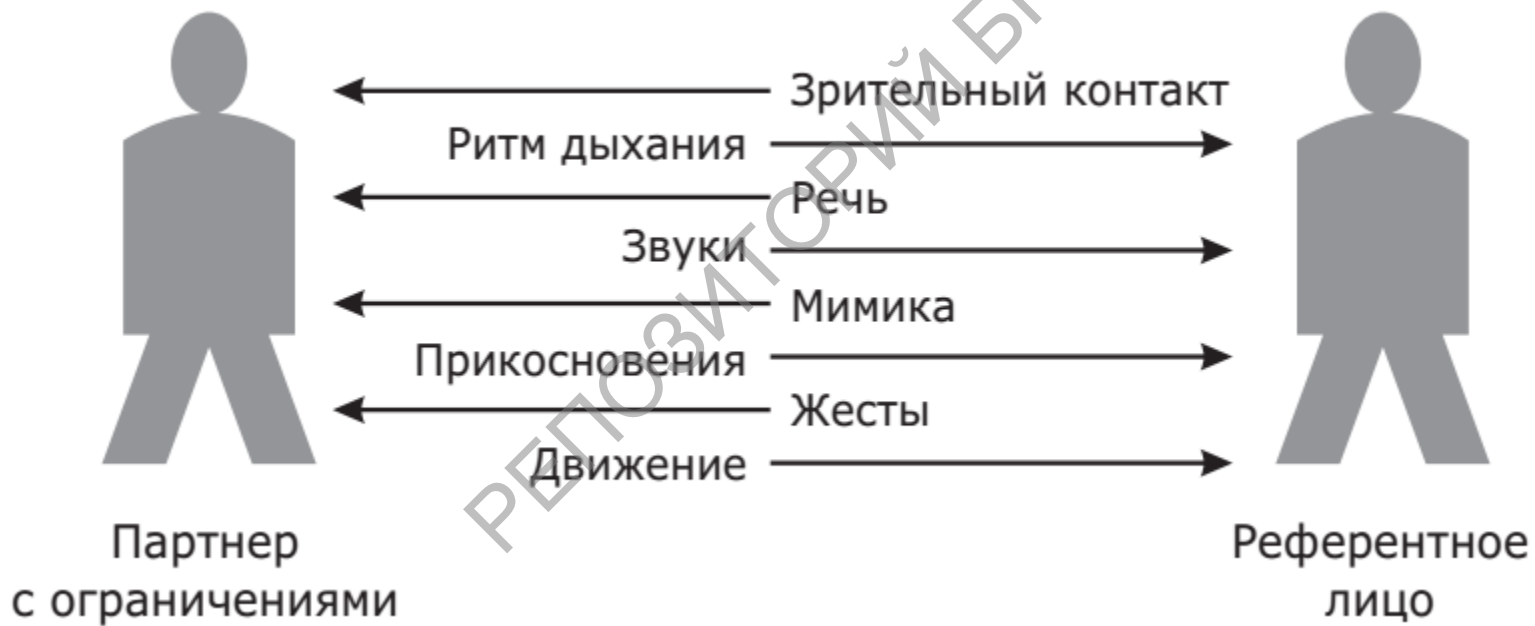 Зрительный контакт
Ритм дыхания
Речь
Звуки
Мимика
Прикосновения
Жесты
Движение
Партнер
с ограничениями
Референтное
лицо
РЕПОЗИТОРИЙ